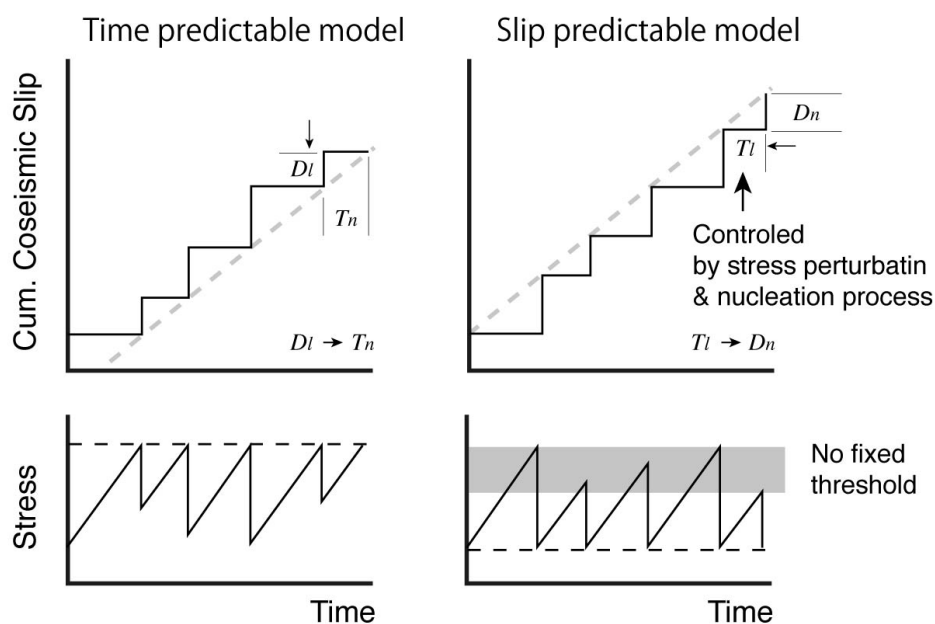 Time predictable model
Slip predictable model
Cum. Coseismic Slip
Dl
Tn
Dl → Tn
Dn
Tl
Controled
by stress perturbatin
& nucleation process
Tl → Dn
Stress
Time
No fixed
threshold
Time